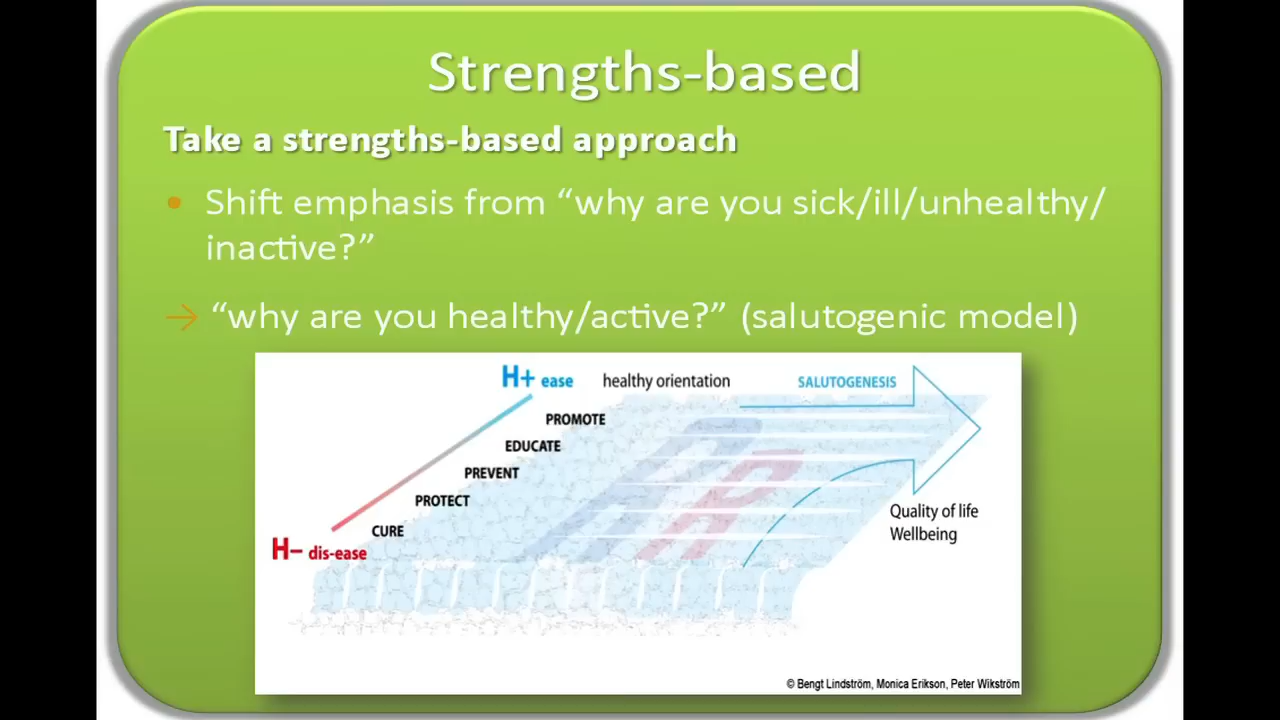 Strengths-based
Take a strengths-based approach
• Shift emphasis from “why are you sick/ill/unhealthy/
inactive?”
→ “why are you healthy/active?” (salutogenic model)
H+ ease healthy orientation SALUTOGENESIS
PROMOTE
EDUCATE
PREVENT
PROTECT
CURE
H– dis-ease
Quality of life
Wellbeing
© Bengt Lindström, Monica Erikson, Peter Wikström